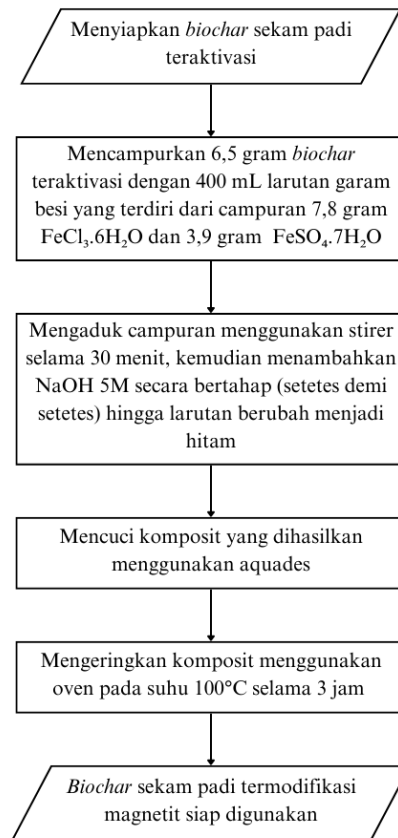 Menyiapkan biochar sekam padi
teraktivasi
Mencampurkan 6,5 gram biochar
teraktivasi dengan 400 mL larutan garam
besi yang terdiri dari campuran 7,8 gram
FeCl₃.6H₂O dan 3,9 gram FeSO₄.7H₂O
Mengaduk campuran menggunakan stirer
selama 30 menit, kemudian menambahkan
NaOH 5M secara bertahap (setetes demi
setetes) hingga larutan berubah menjadi
hitam
Mencuci komposit yang dihasilkan
menggunakan aquades
Mengeringkan komposit menggunakan
oven pada suhu 100°C selama 3 jam
Biochar sekam padi termodifikasi
magnetit siap digunakan